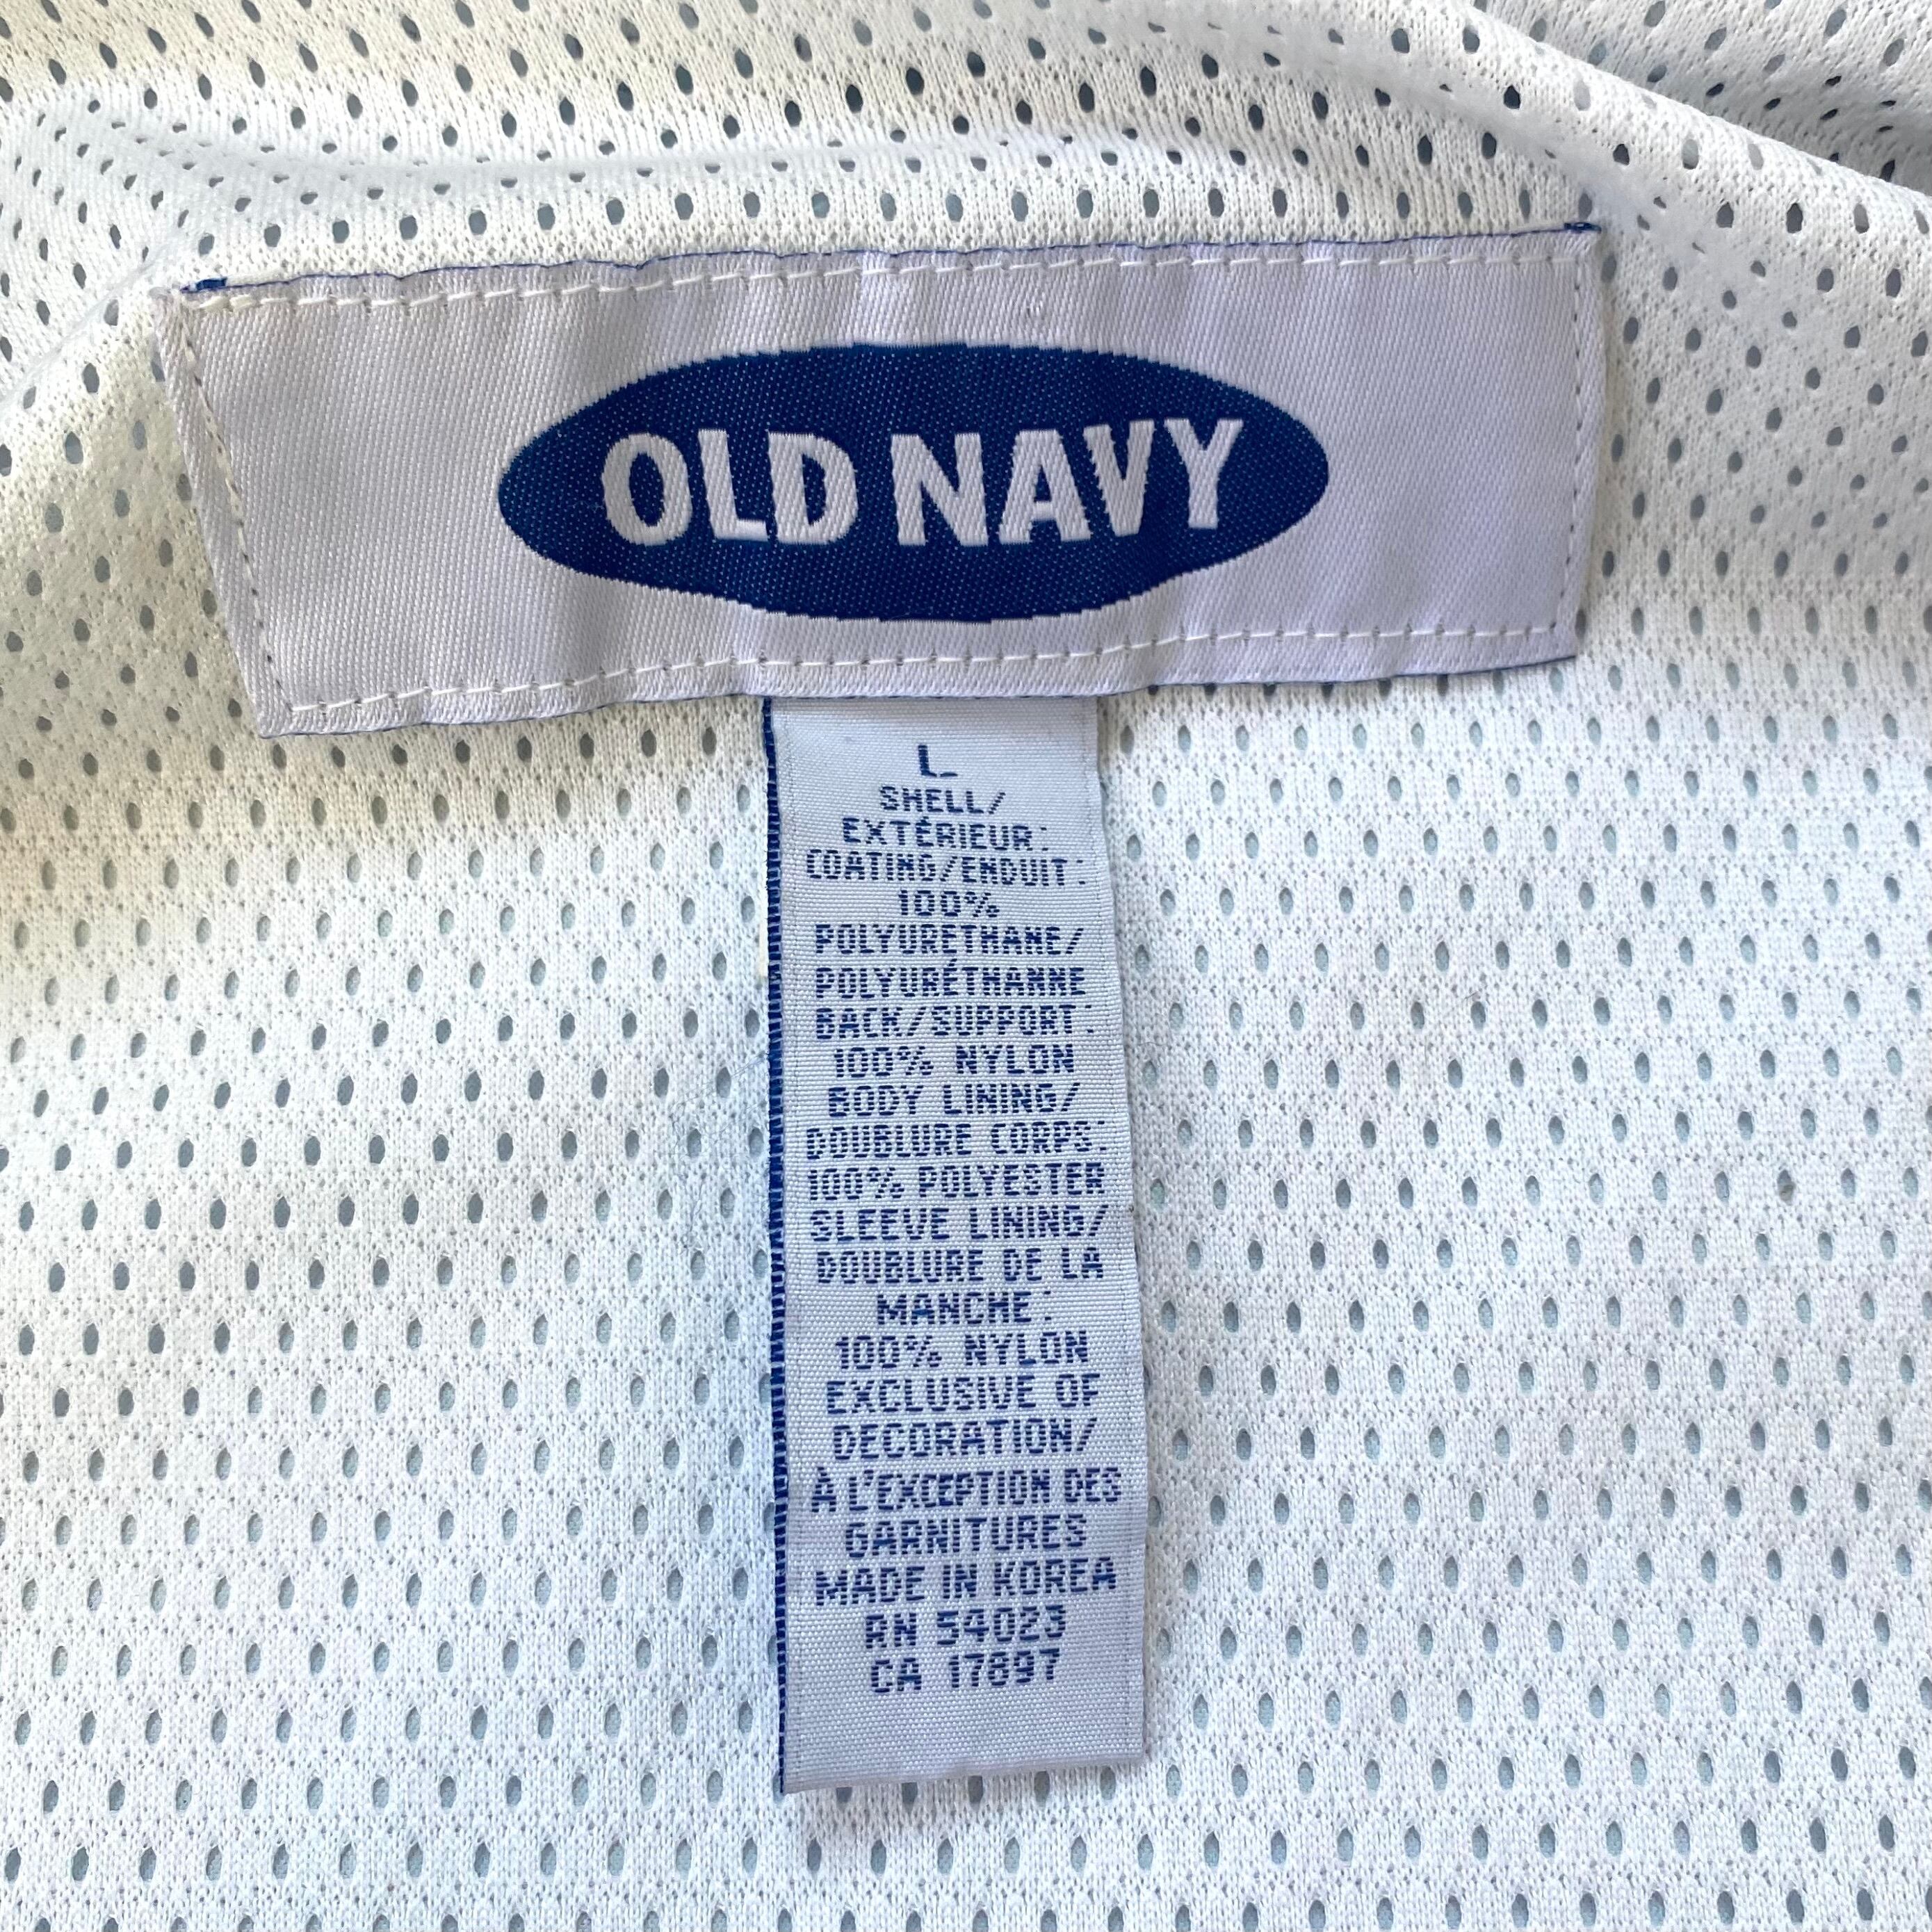 OLD NAVY
L
SHELL/
EXTÉRIEUR:
COATING/ENDUIT:
100%
POLYURETHANE/
POLYURÉTHANNE
BACK/SUPPORT:
100% NYLON
BODY LINING/
DOUBLURE CORPS:
100% POLYESTER
SLEEVE LINING/
DOUBLURE DE LA
MANCHE:
100% NYLON
EXCLUSIVE OF
DECORATION/
À L'EXCEPTION DES
GARNITURES
MADE IN KOREA
RN 54023
CA 17897